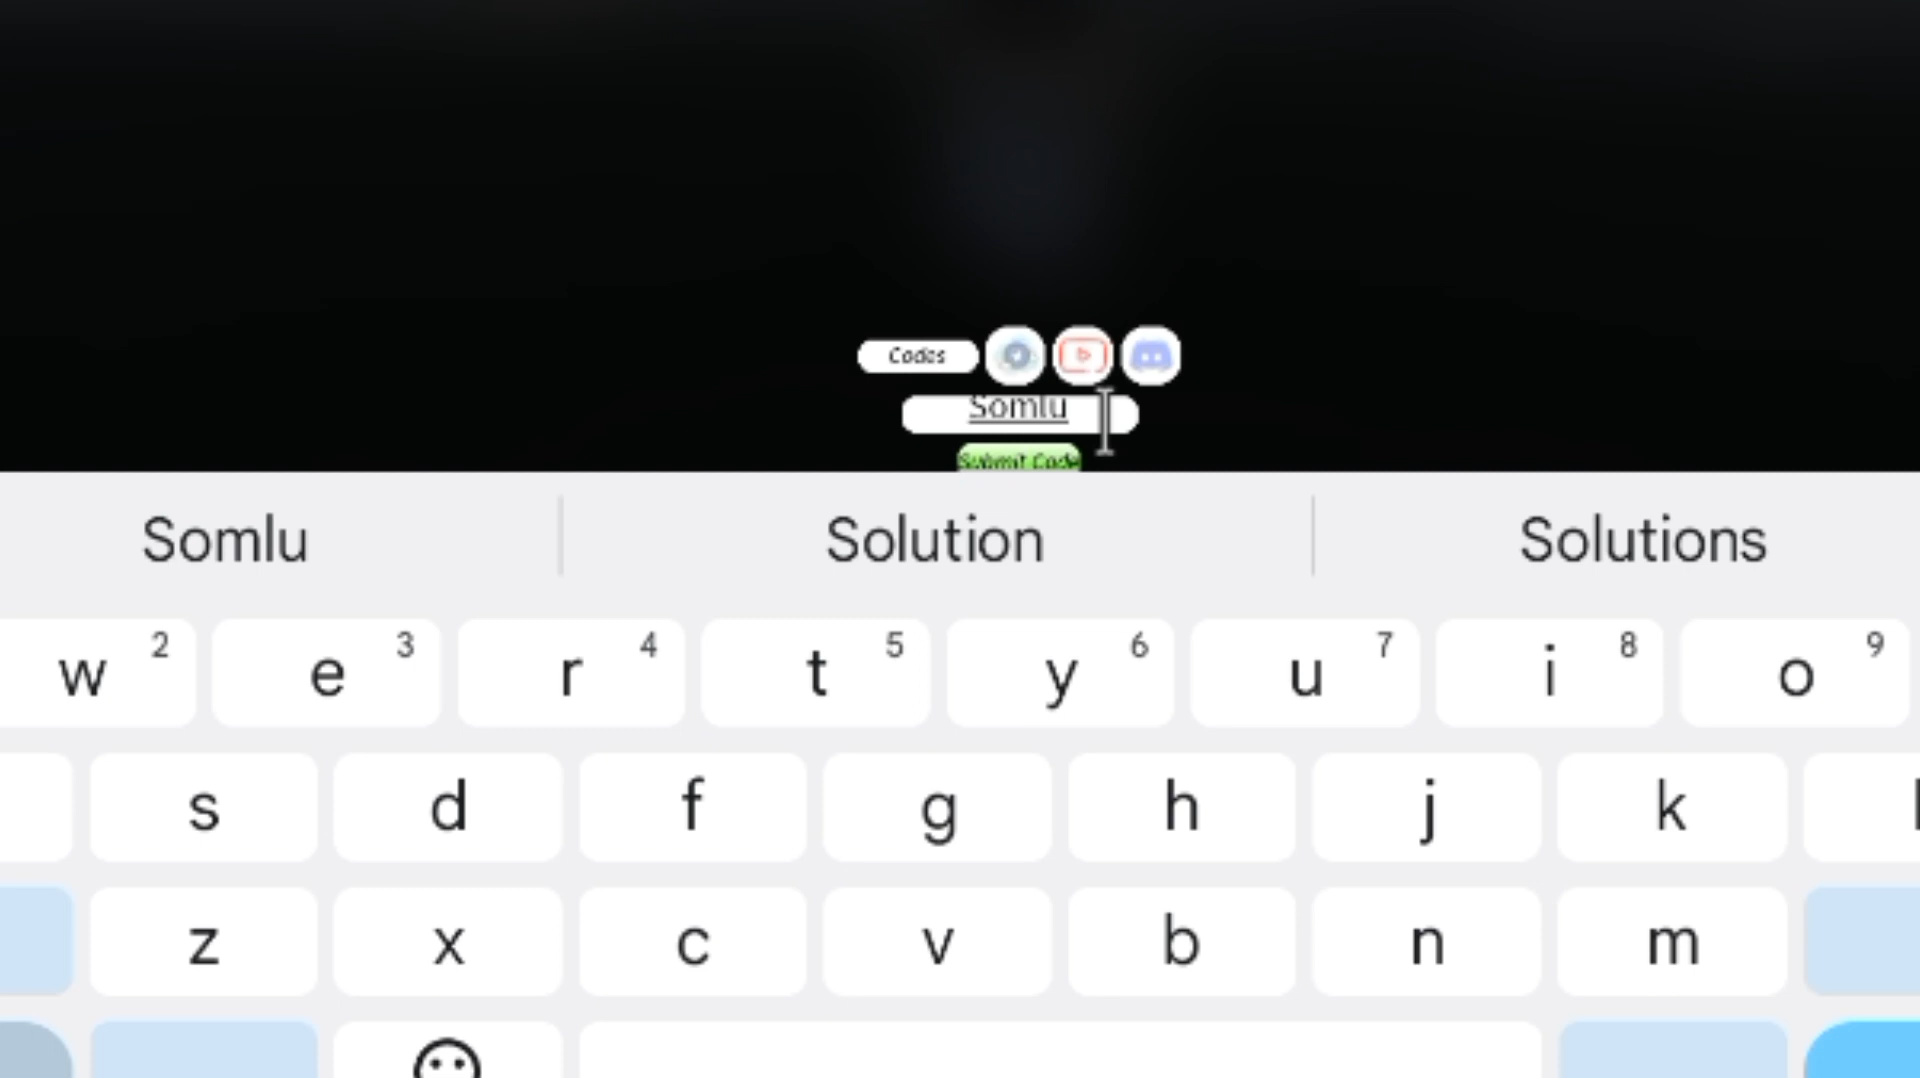 Codes
Somlu
Submit Code
Somlu Solution Solutions
w 2 e 3 r 4 t 5 y 6 u 7 i 8 o 9
s d f g h j k
z x c v b n m